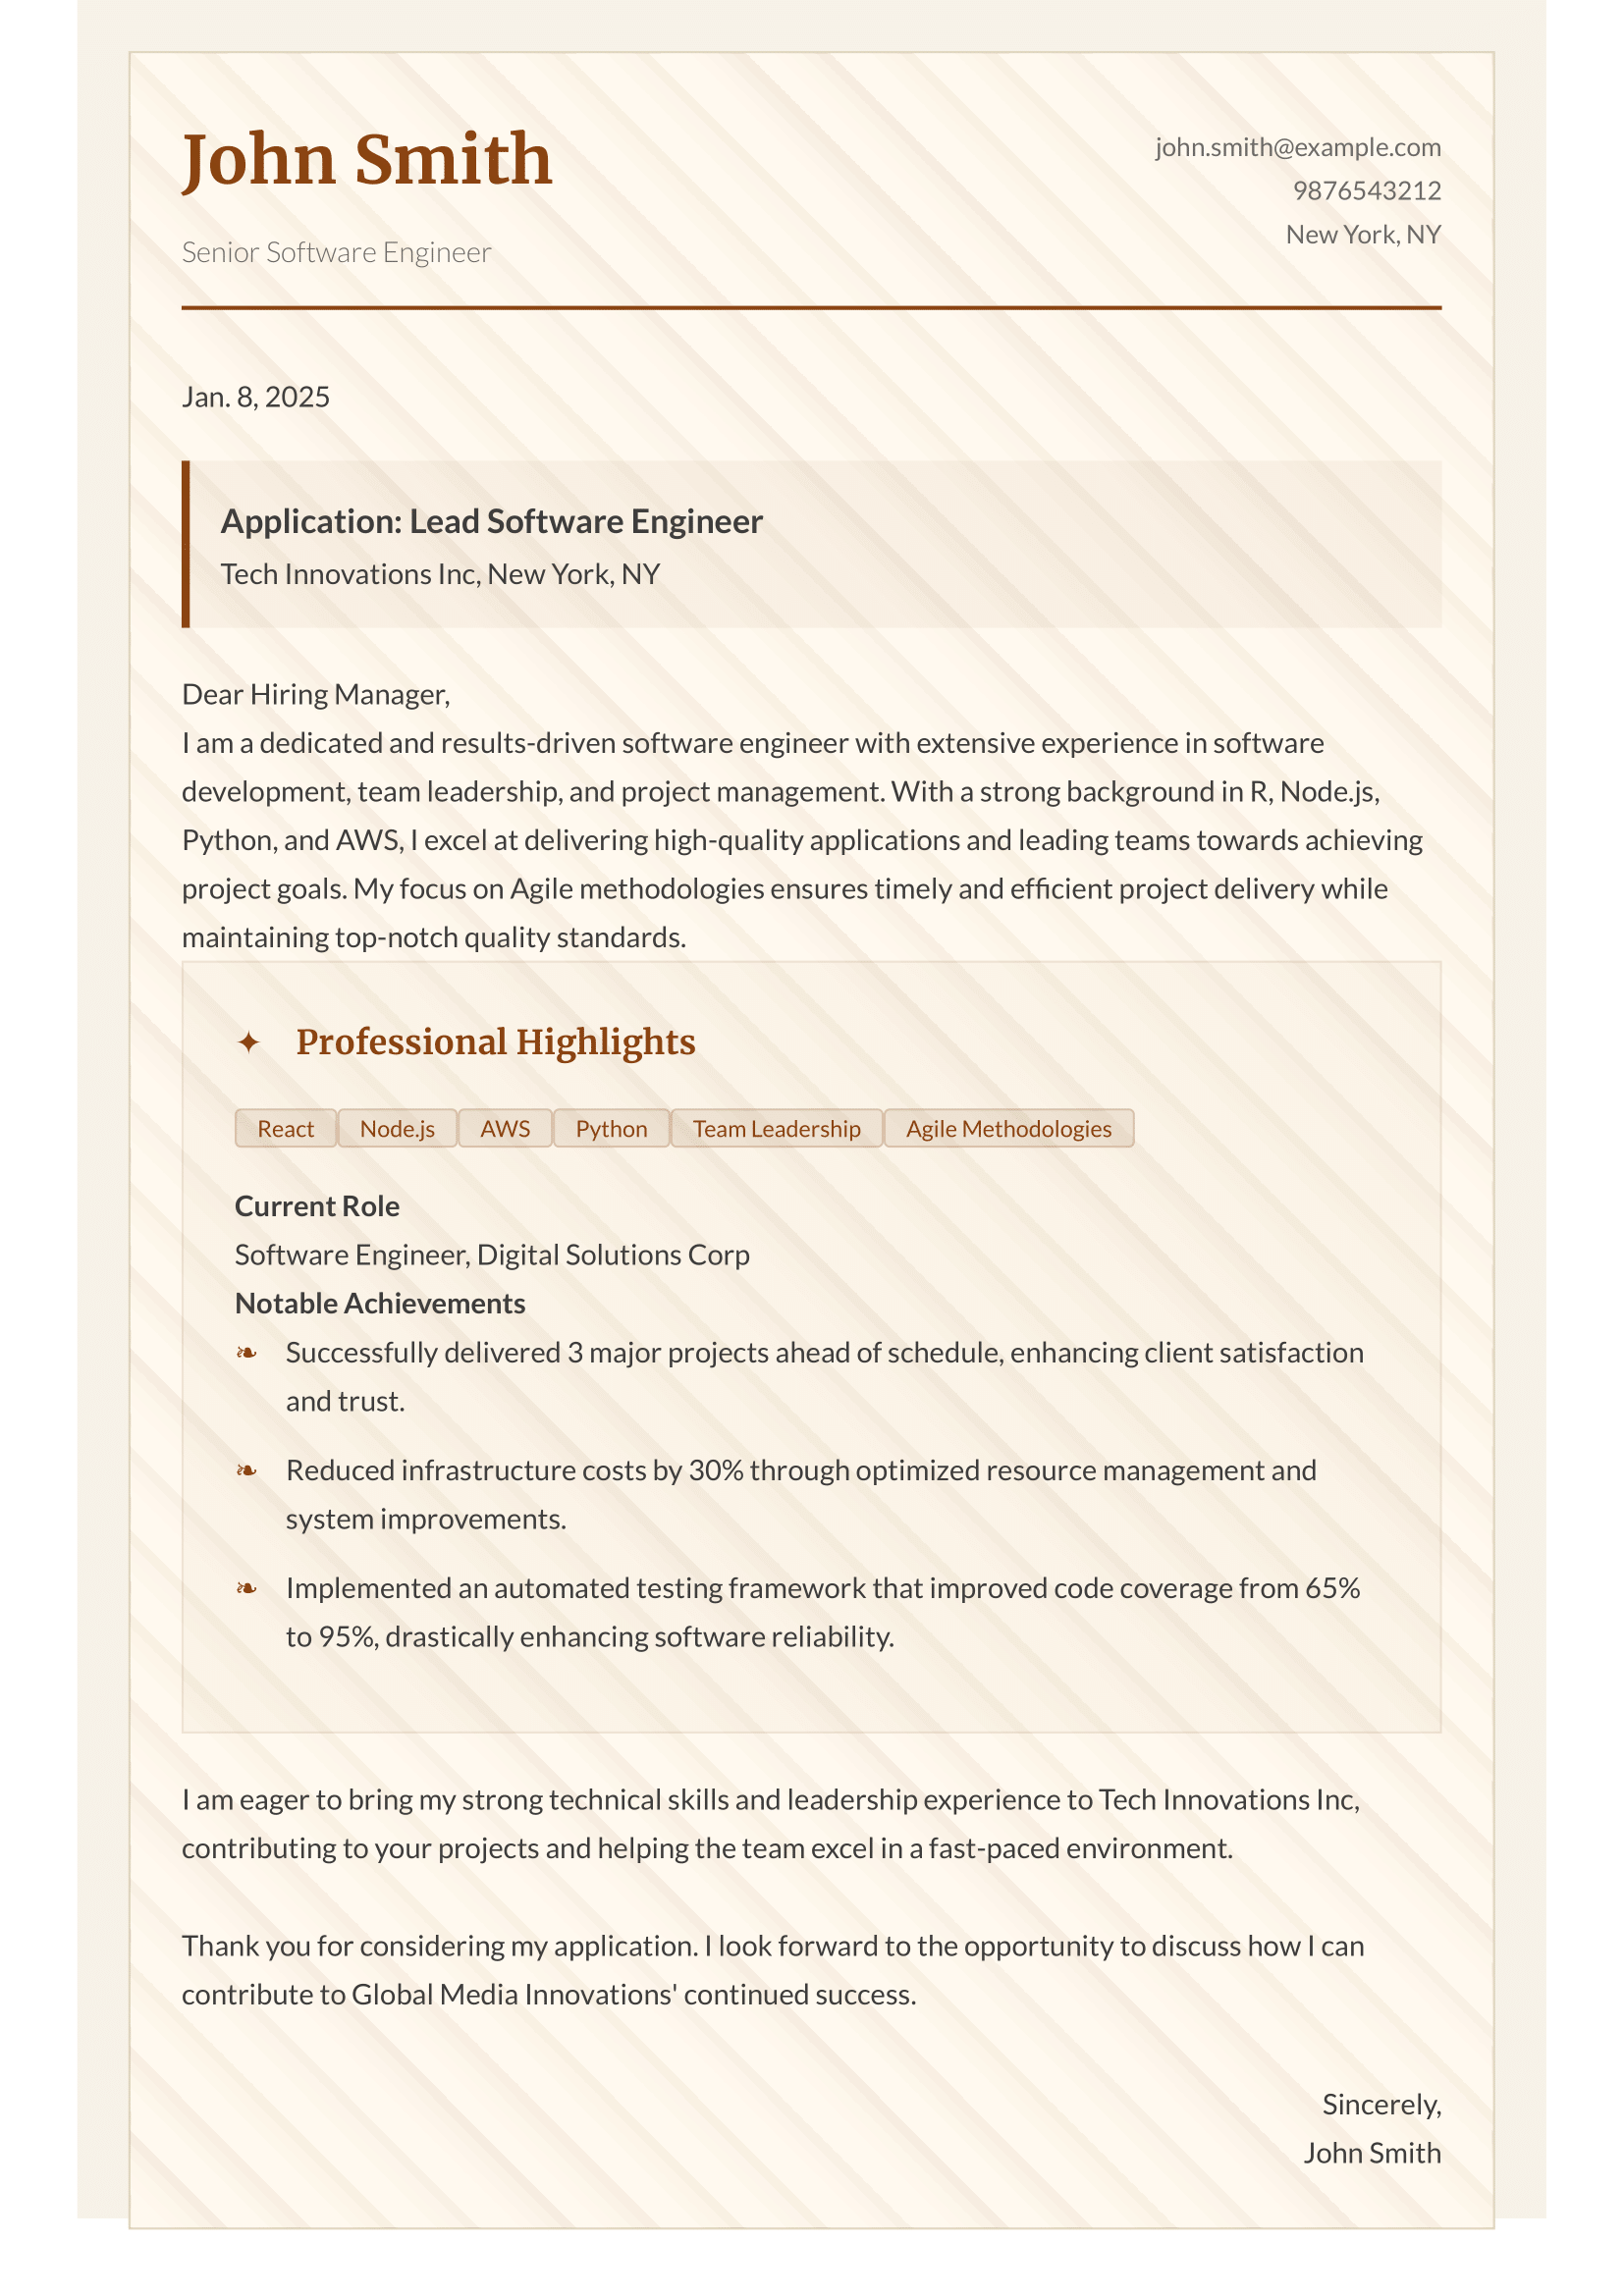 John Smith
Senior Software Engineer
john.smith@example.com
9876543212
New York, NY
Jan. 8, 2025
Application: Lead Software Engineer
Tech Innovations Inc, New York, NY
Dear Hiring Manager,
I am a dedicated and results-driven software engineer with extensive experience in software
development, team leadership, and project management. With a strong background in R, Node.js,
Python, and AWS, I excel at delivering high-quality applications and leading teams towards achieving
project goals. My focus on Agile methodologies ensures timely and efficient project delivery while
maintaining top-notch quality standards.
✦ Professional Highlights
React Node.js AWS Python Team Leadership Agile Methodologies
Current Role
Software Engineer, Digital Solutions Corp
Notable Achievements
❧ Successfully delivered 3 major projects ahead of schedule, enhancing client satisfaction
and trust.
❧ Reduced infrastructure costs by 30% through optimized resource management and
system improvements.
❧ Implemented an automated testing framework that improved code coverage from 65%
to 95%, drastically enhancing software reliability.
I am eager to bring my strong technical skills and leadership experience to Tech Innovations Inc,
contributing to your projects and helping the team excel in a fast-paced environment.
Thank you for considering my application. I look forward to the opportunity to discuss how I can
contribute to Global Media Innovations' continued success.
Sincerely,
John Smith